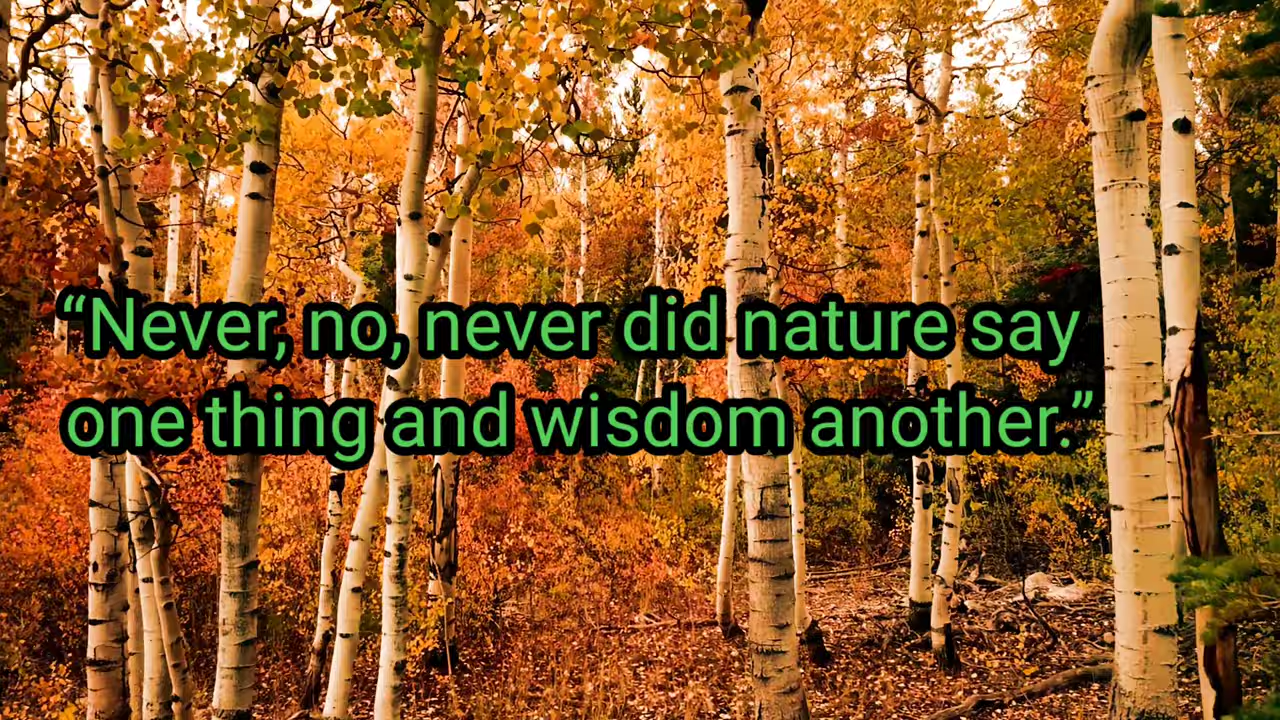 “Never, no, never did nature say
one thing and wisdom another.”